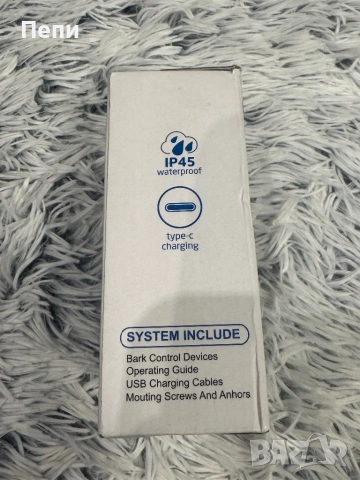 Пепи
IP45
waterproof
type-c
charging
SYSTEM INCLUDE
Bark Control Devices
Operating Guide
USB Charging Cables
Mouting Screws And Anhors
BAZAR